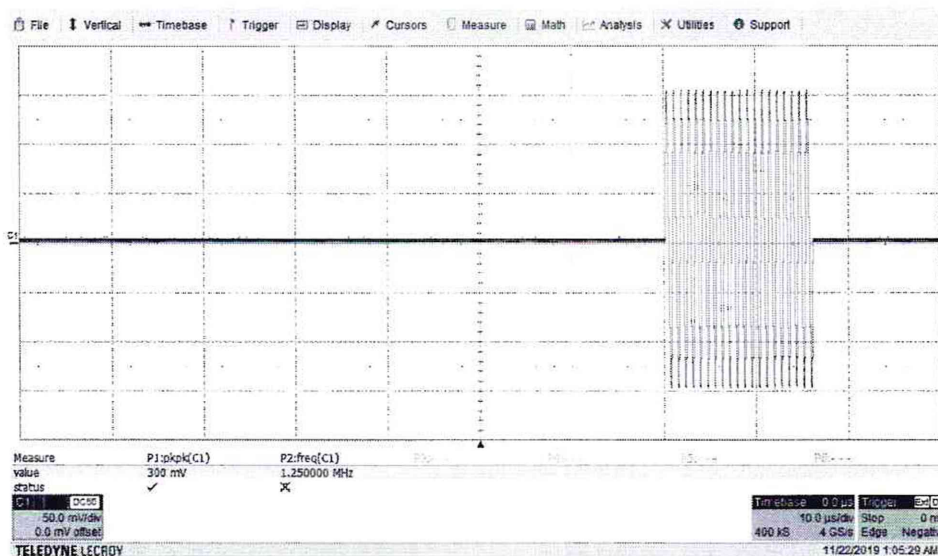 File Vertical Timebase Trigger Display Cursors Measure Math Analysis Utilities Support
C1
Measure P1:pkpk(C1) P2:freq(C1)
value 300 mV 1.250000 MHz
status
C1 DC50
50.0 mV/div
0.0 mV offset
Timebase 0.0 µs
10.0 µs/div
400 kS 4 GS/s
Trigger Ext
Stop 0
Edge Negati
TELEDYNE LECROY
11/22/2019 1:05:29